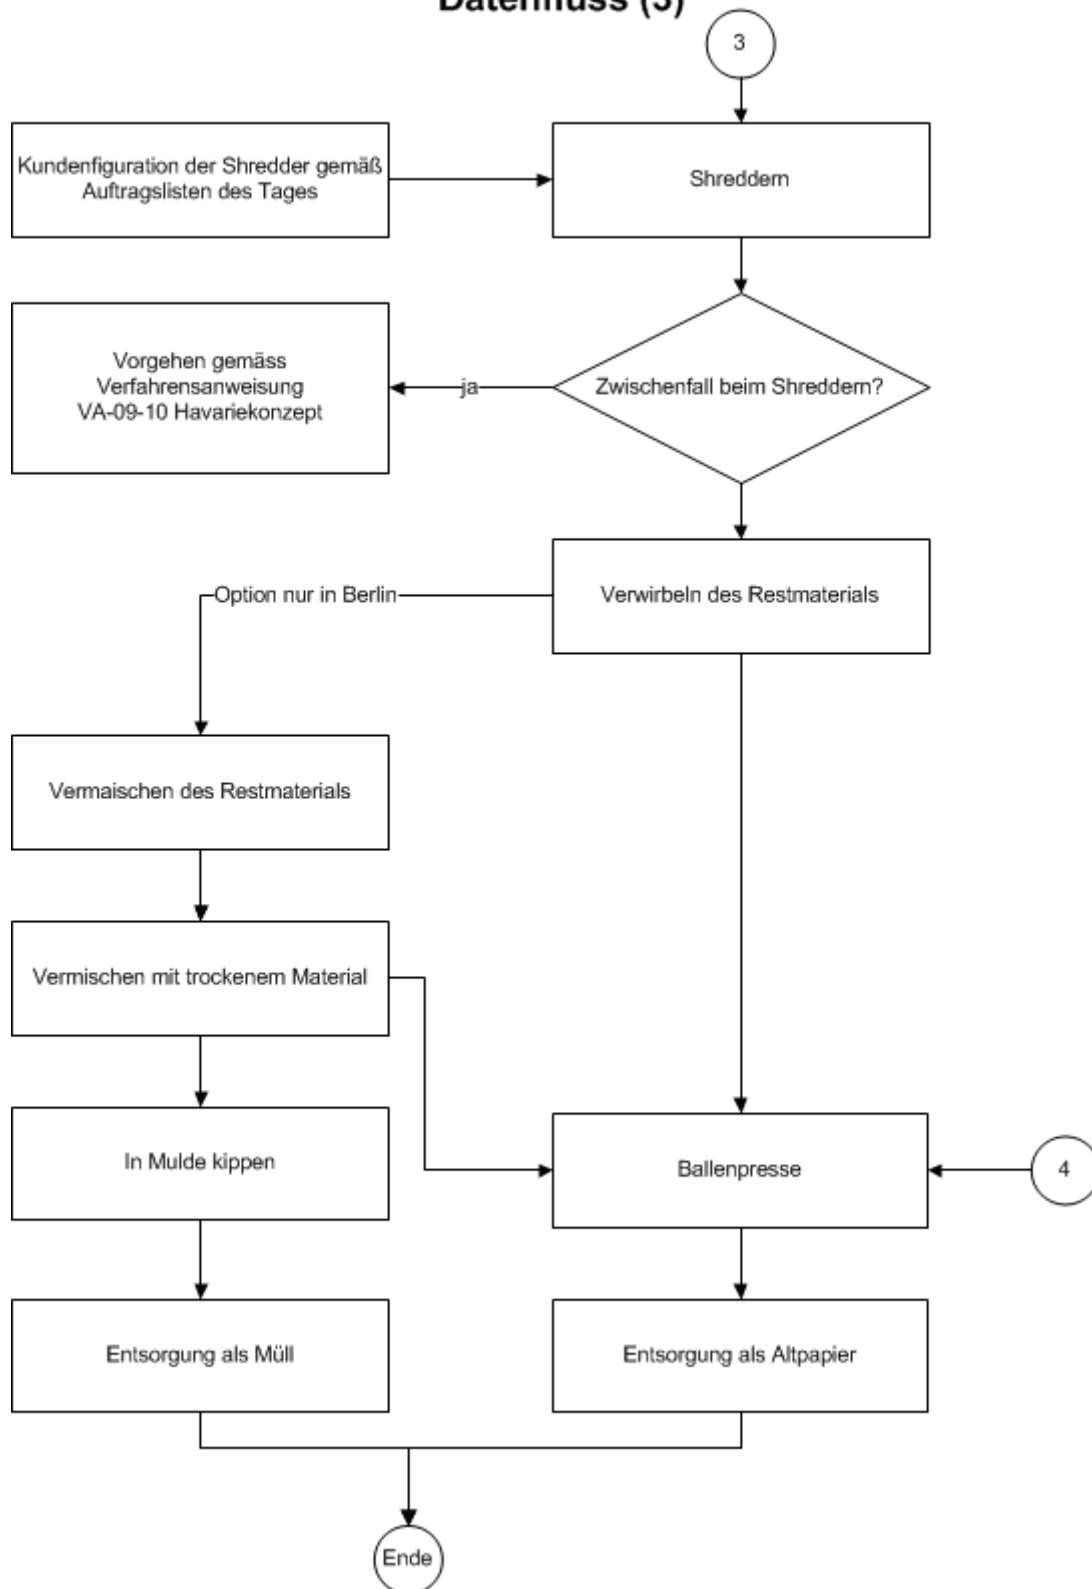 Datenfluss (3)
3
Kundenfiguration der Shredder gemäß
Auftragslisten des Tages
Shreddern
Vorgehen gemäss
Verfahrensanweisung
VA-09-10 Havariekonzept
ja
Zwischenfall beim Shreddern?
Option nur in Berlin
Verwirbeln des Restmaterials
Vermaischen des Restmaterials
Vermischen mit trockenem Material
In Mulde kippen
Ballenpresse
4
Entsorgung als Müll
Entsorgung als Altpapier
Ende